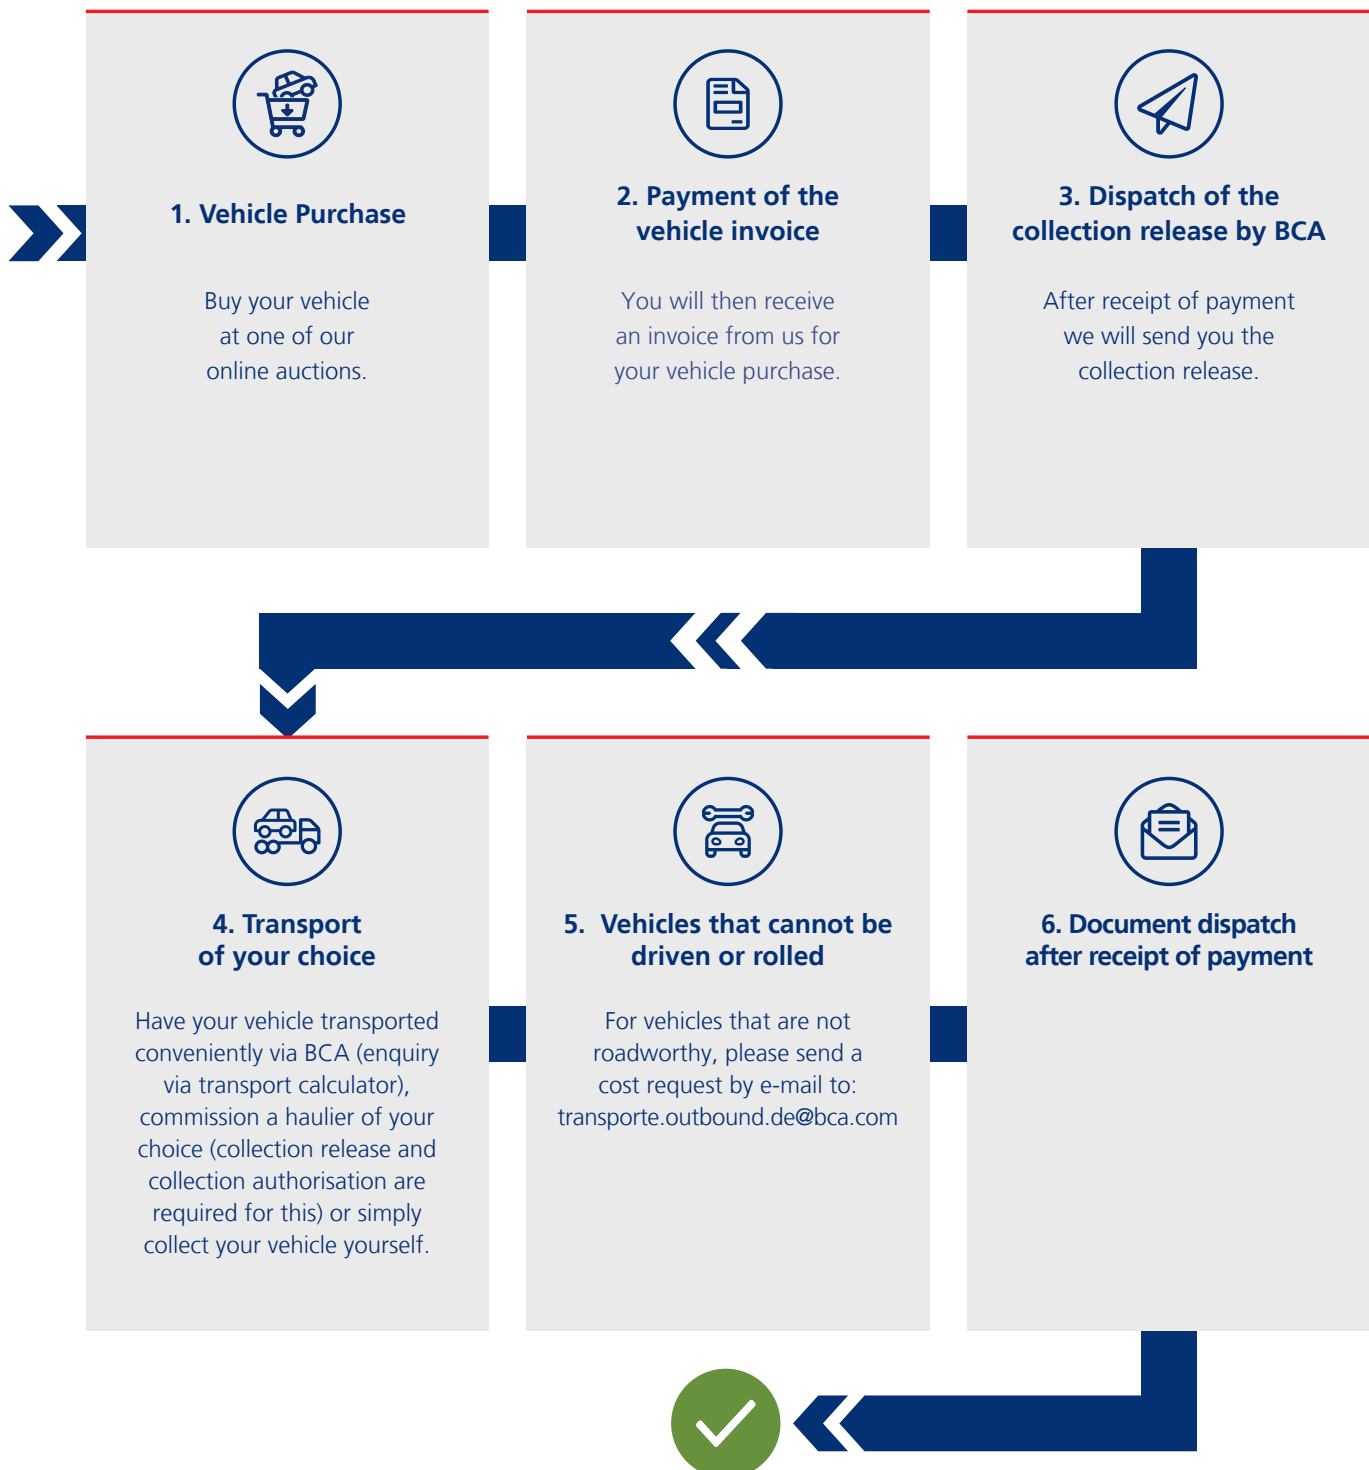 1. Vehicle Purchase
Buy your vehicle
at one of our
online auctions.
2. Payment of the
vehicle invoice
You will then receive
an invoice from us for
your vehicle purchase.
3. Dispatch of the
collection release by BCA
After receipt of payment
we will send you the
collection release.
4. Transport
of your choice
Have your vehicle transported
conveniently via BCA (enquiry
via transport calculator),
commission a haulier of your
choice (collection release and
collection authorisation are
required for this) or simply
collect your vehicle yourself.
5. Vehicles that cannot be
driven or rolled
For vehicles that are not
roadworthy, please send a
cost request by e-mail to:
transporte.outbound.de@bca.com
6. Document dispatch
after receipt of payment